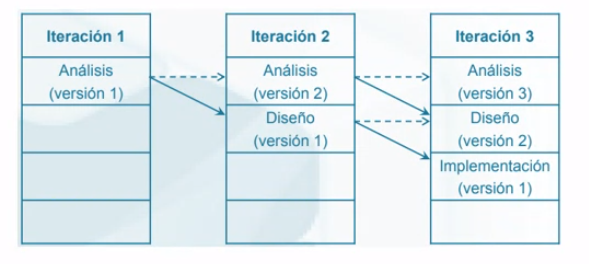 Iteración 1
Análisis
(versión 1)
Iteración 2
Análisis
(versión 2)
Diseño
(versión 1)
Iteración 3
Análisis
(versión 3)
Diseño
(versión 2)
Implementación
(versión 1)